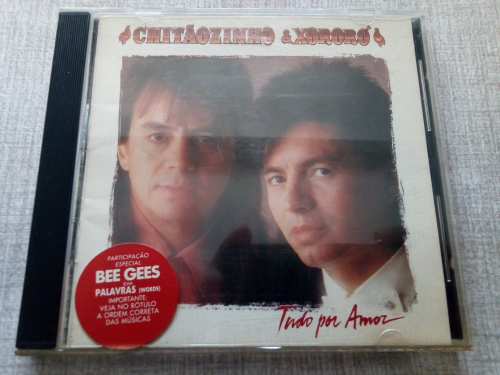 CHITÃOZINHO & XORORÓ
PARTICIPAÇÃO
ESPECIAL
BEE GEES
EM
PALAVRAS (WORDS)
IMPORTANTE:
VEJA NO RÓTULO
A ORDEM CORRETA
DAS MÚSICAS
Tudo por Amor